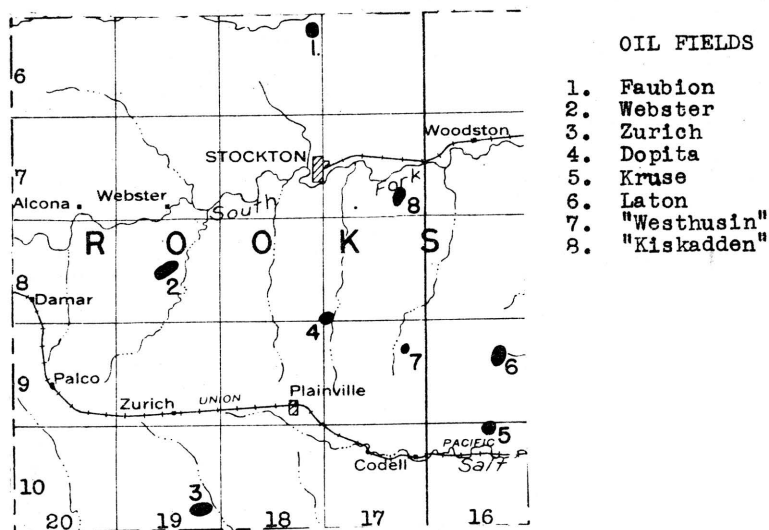 OIL FIELDS
1. Faubion
2. Webster
3. Zurich
4. Dopita
5. Kruse
6. Laton
7. "Westhusin"
8. "Kiskadden"
1.
6
Woodston
STOCKTON
7
Webster
Fork
Alcona
South
8
R O O K S
8
2
Damar
4
7
6
Palco
9
Zurich
UNION
Plainville
5
PACIFIC
Codell
Salt
10
3
20 19 18 17 16